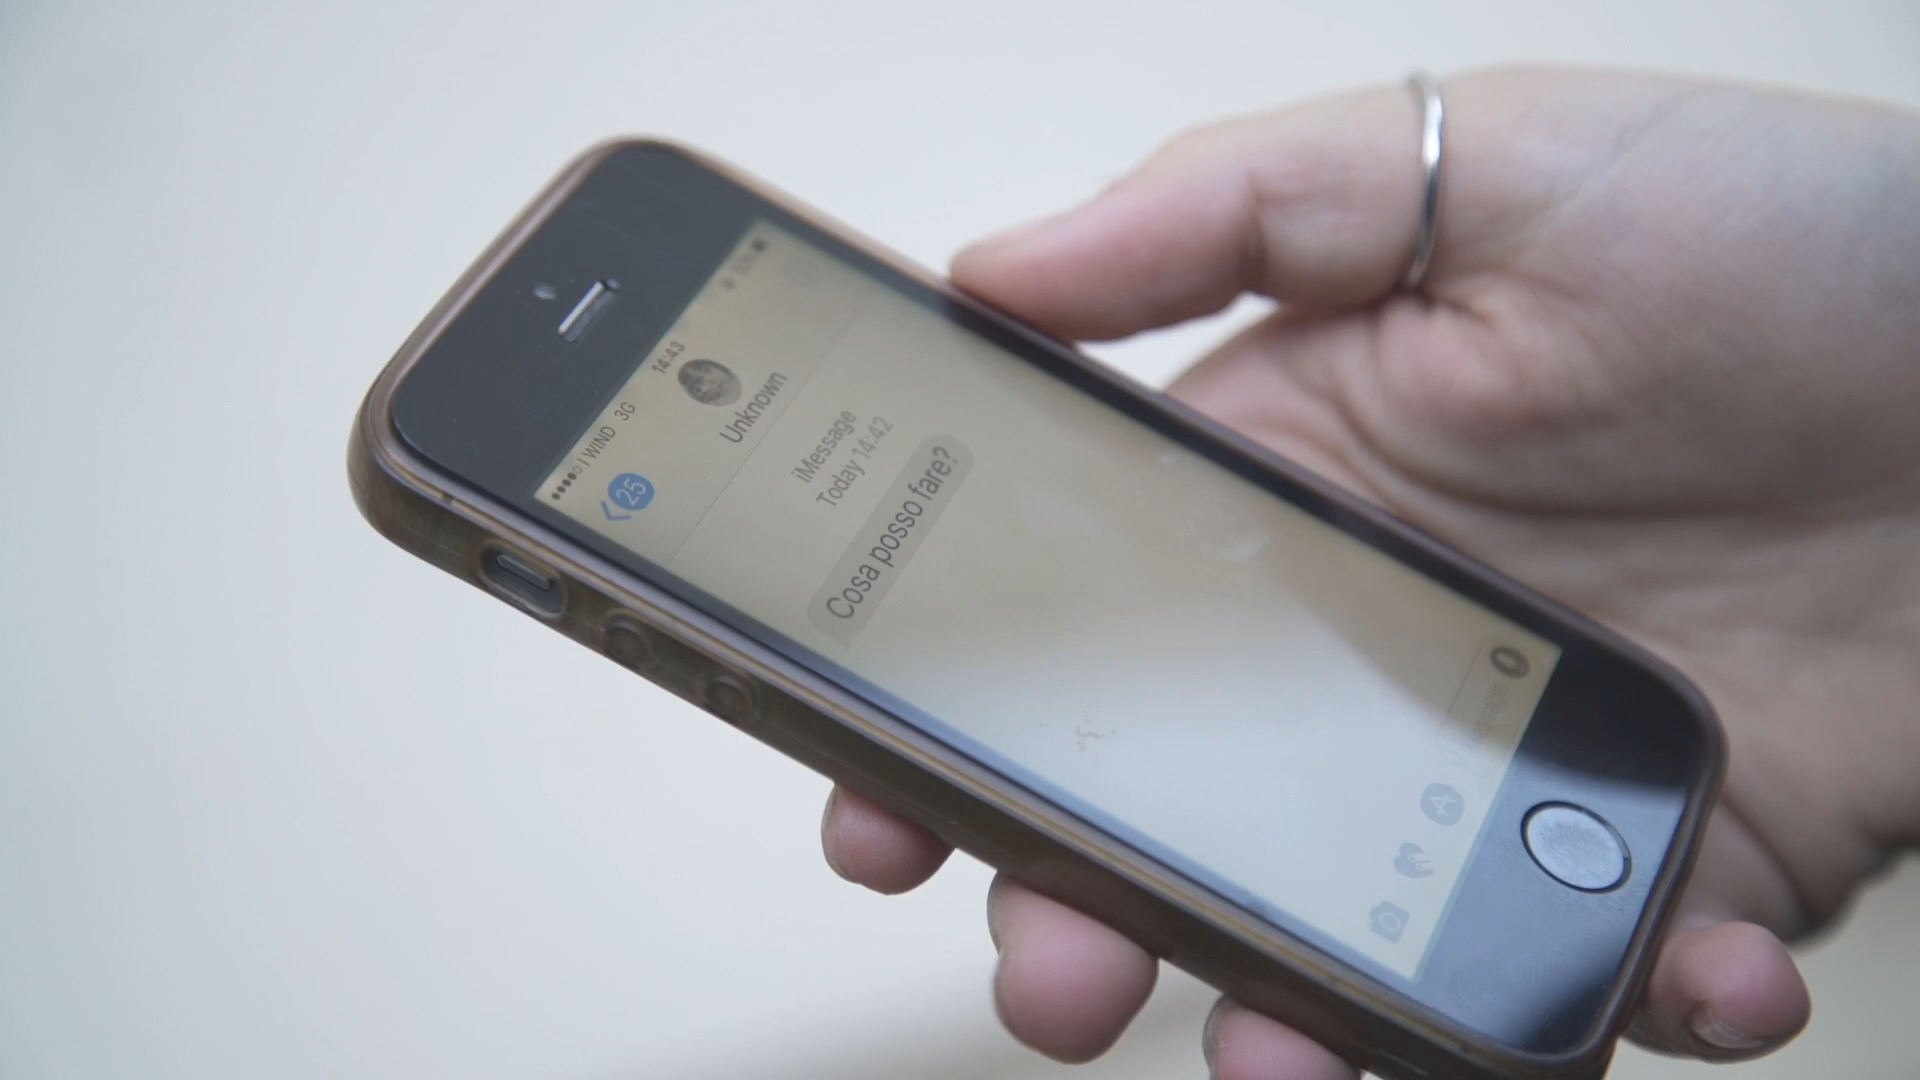 WIND 3G
14:43
25
Unknown
iMessage
Today 14:42
Cosa posso fare?